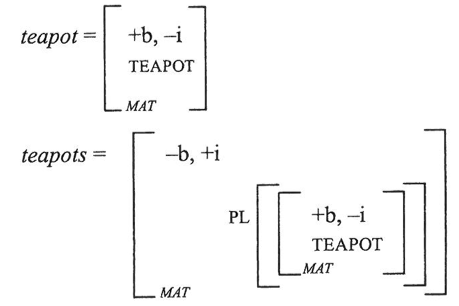 teapot = +b, –i
TEAPOT
MAT
teapots = –b, +i
PL +b, –i
TEAPOT
MAT
MAT